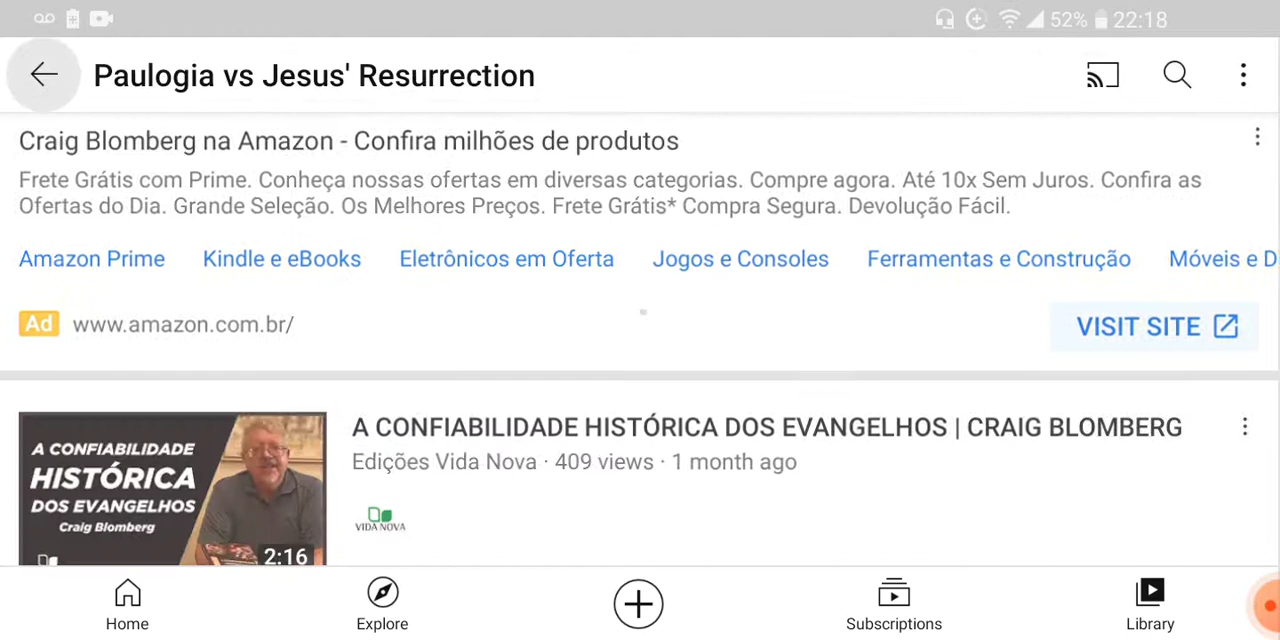 52% 22:18
Paulogia vs Jesus' Resurrection
Craig Blomberg na Amazon - Confira milhões de produtos
Frete Grátis com Prime. Conheça nossas ofertas em diversas categorias. Compre agora. Até 10x Sem Juros. Confira as
Ofertas do Dia. Grande Seleção. Os Melhores Preços. Frete Grátis* Compra Segura. Devolução Fácil.
Amazon Prime Kindle e eBooks Eletrônicos em Oferta Jogos e Consoles Ferramentas e Construção Móveis e D
Ad www.amazon.com.br/ VISIT SITE
A CONFIABILIDADE HISTÓRICA DOS EVANGELHOS | CRAIG BLOMBERG
Edições Vida Nova · 409 views · 1 month ago
VIDA NOVA
A CONFIABILIDADE
HISTÓRICA
DOS EVANGELHOS
Craig Blomberg
2:16
Home Explore Subscriptions Library